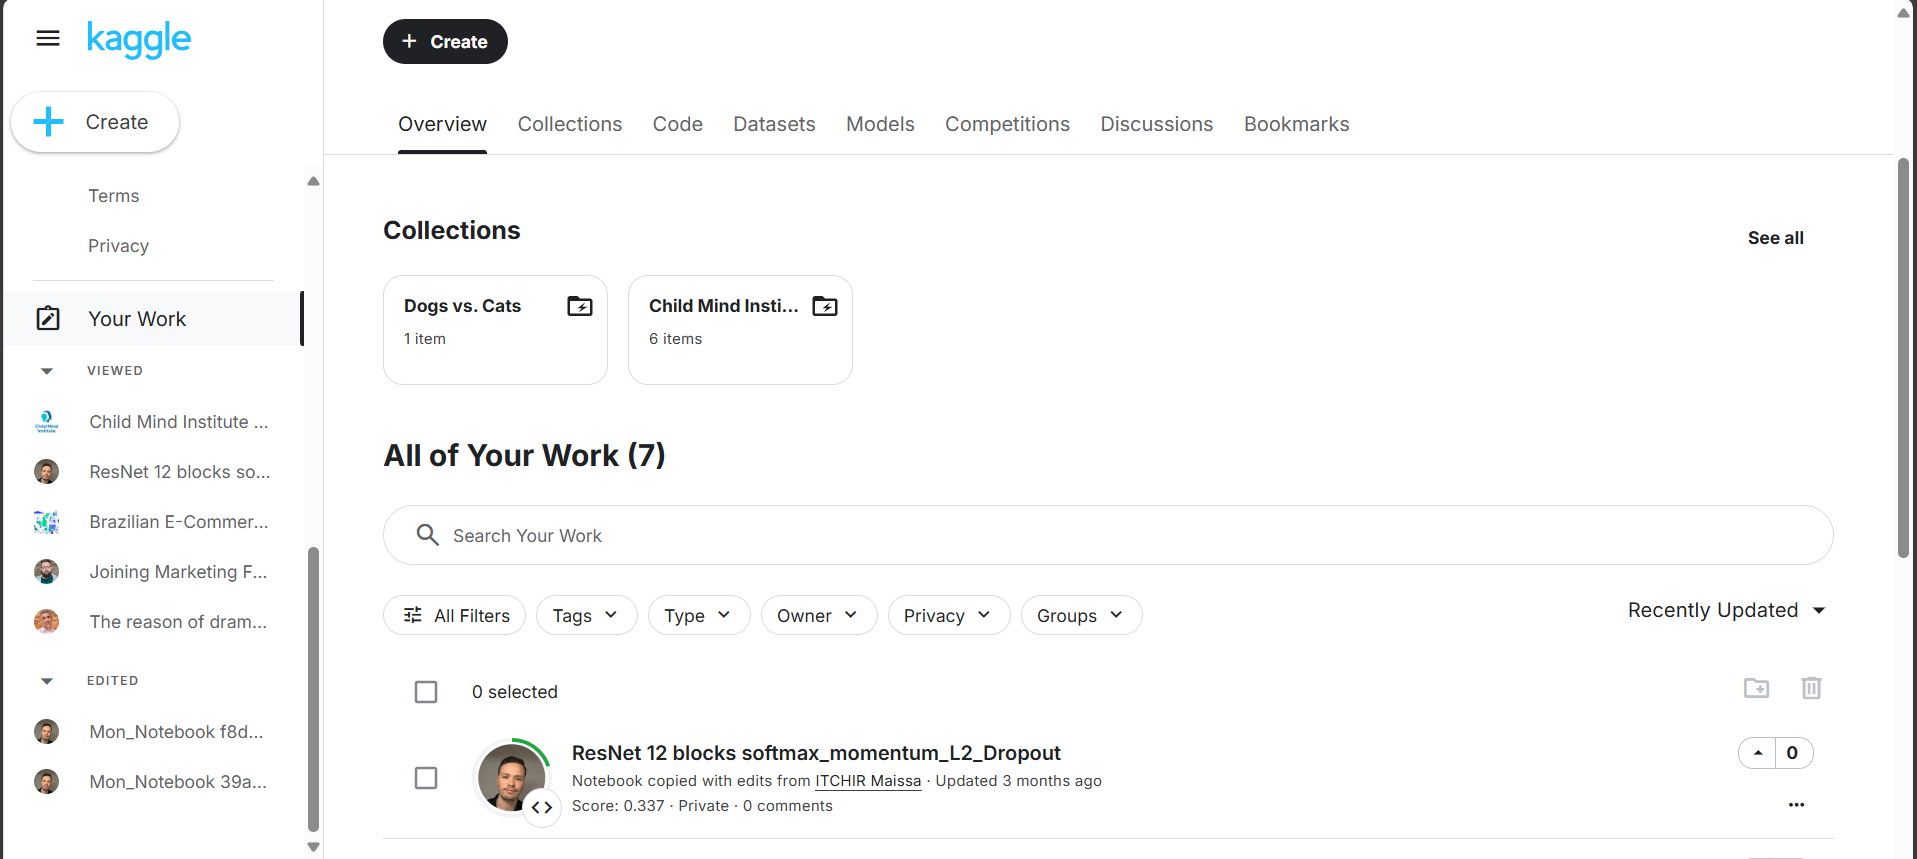 kaggle
Create
Terms
Privacy
Your Work
VIEWED
Child Mind Institute ...
ResNet 12 blocks so...
Brazilian E-Commer...
Joining Marketing F...
The reason of dram...
EDITED
Mon_Notebook f8d...
Mon_Notebook 39a...
Create
Overview Collections Code Datasets Models Competitions Discussions Bookmarks
Collections
See all
Dogs vs. Cats
1 item
Child Mind Insti...
6 items
All of Your Work (7)
Search Your Work
All Filters Tags Type Owner Privacy Groups
Recently Updated
0 selected
ResNet 12 blocks softmax_momentum_L2_Dropout
Notebook copied with edits from ITCHIR Maissa · Updated 3 months ago
Score: 0.337 · Private · 0 comments
0